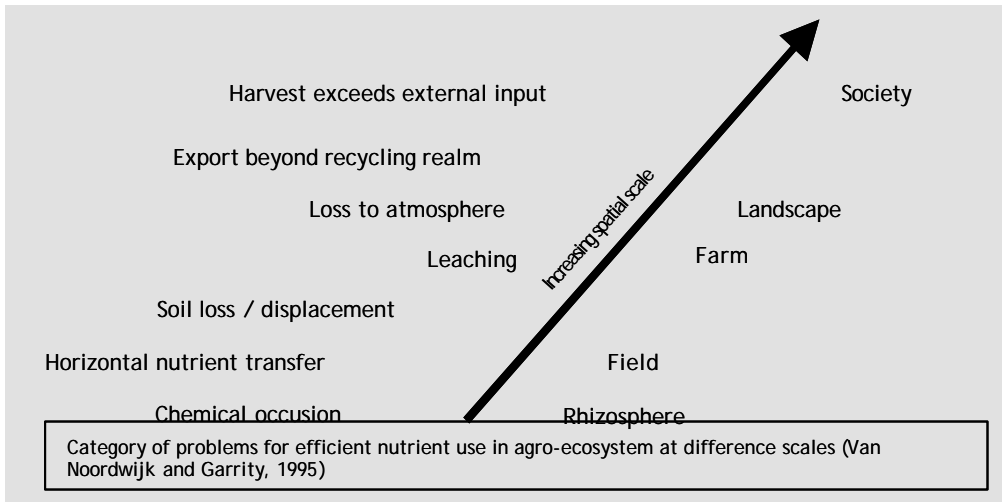 Harvest exceeds external input
Society
Export beyond recycling realm
Loss to atmosphere
Landscape
Increasing spatial scale
Leaching
Farm
Soil loss / displacement
Horizontal nutrient transfer
Field
Chemical occusion
Rhizosphere
Category of problems for efficient nutrient use in agro-ecosystem at difference scales (Van
Noordwijk and Garrity, 1995)